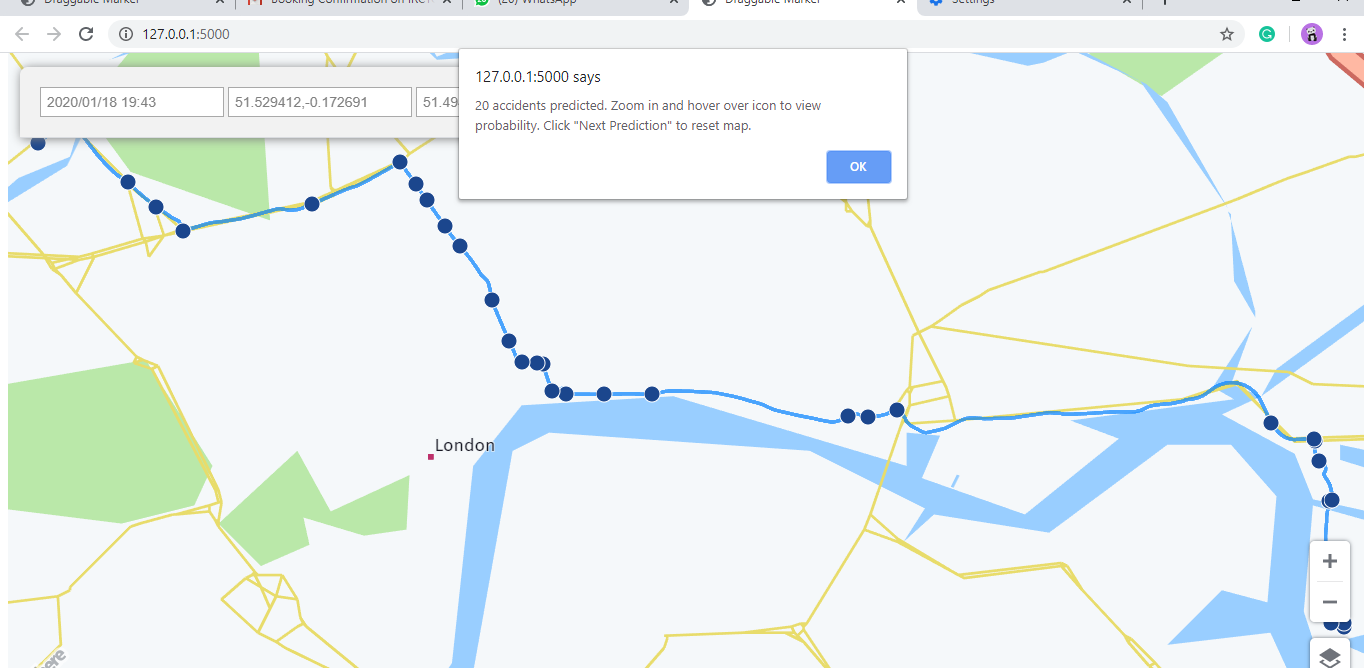 Draggable Marker
Booking Confirmation on IRCT
(20) WhatsApp
Draggable Marker
Settings
127.0.0.1:5000
127.0.0.1:5000 says
20 accidents predicted. Zoom in and hover over icon to view
probability. Click "Next Prediction" to reset map.
OK
2020/01/18 19:43
51.529412,-0.172691
51.49
London
here